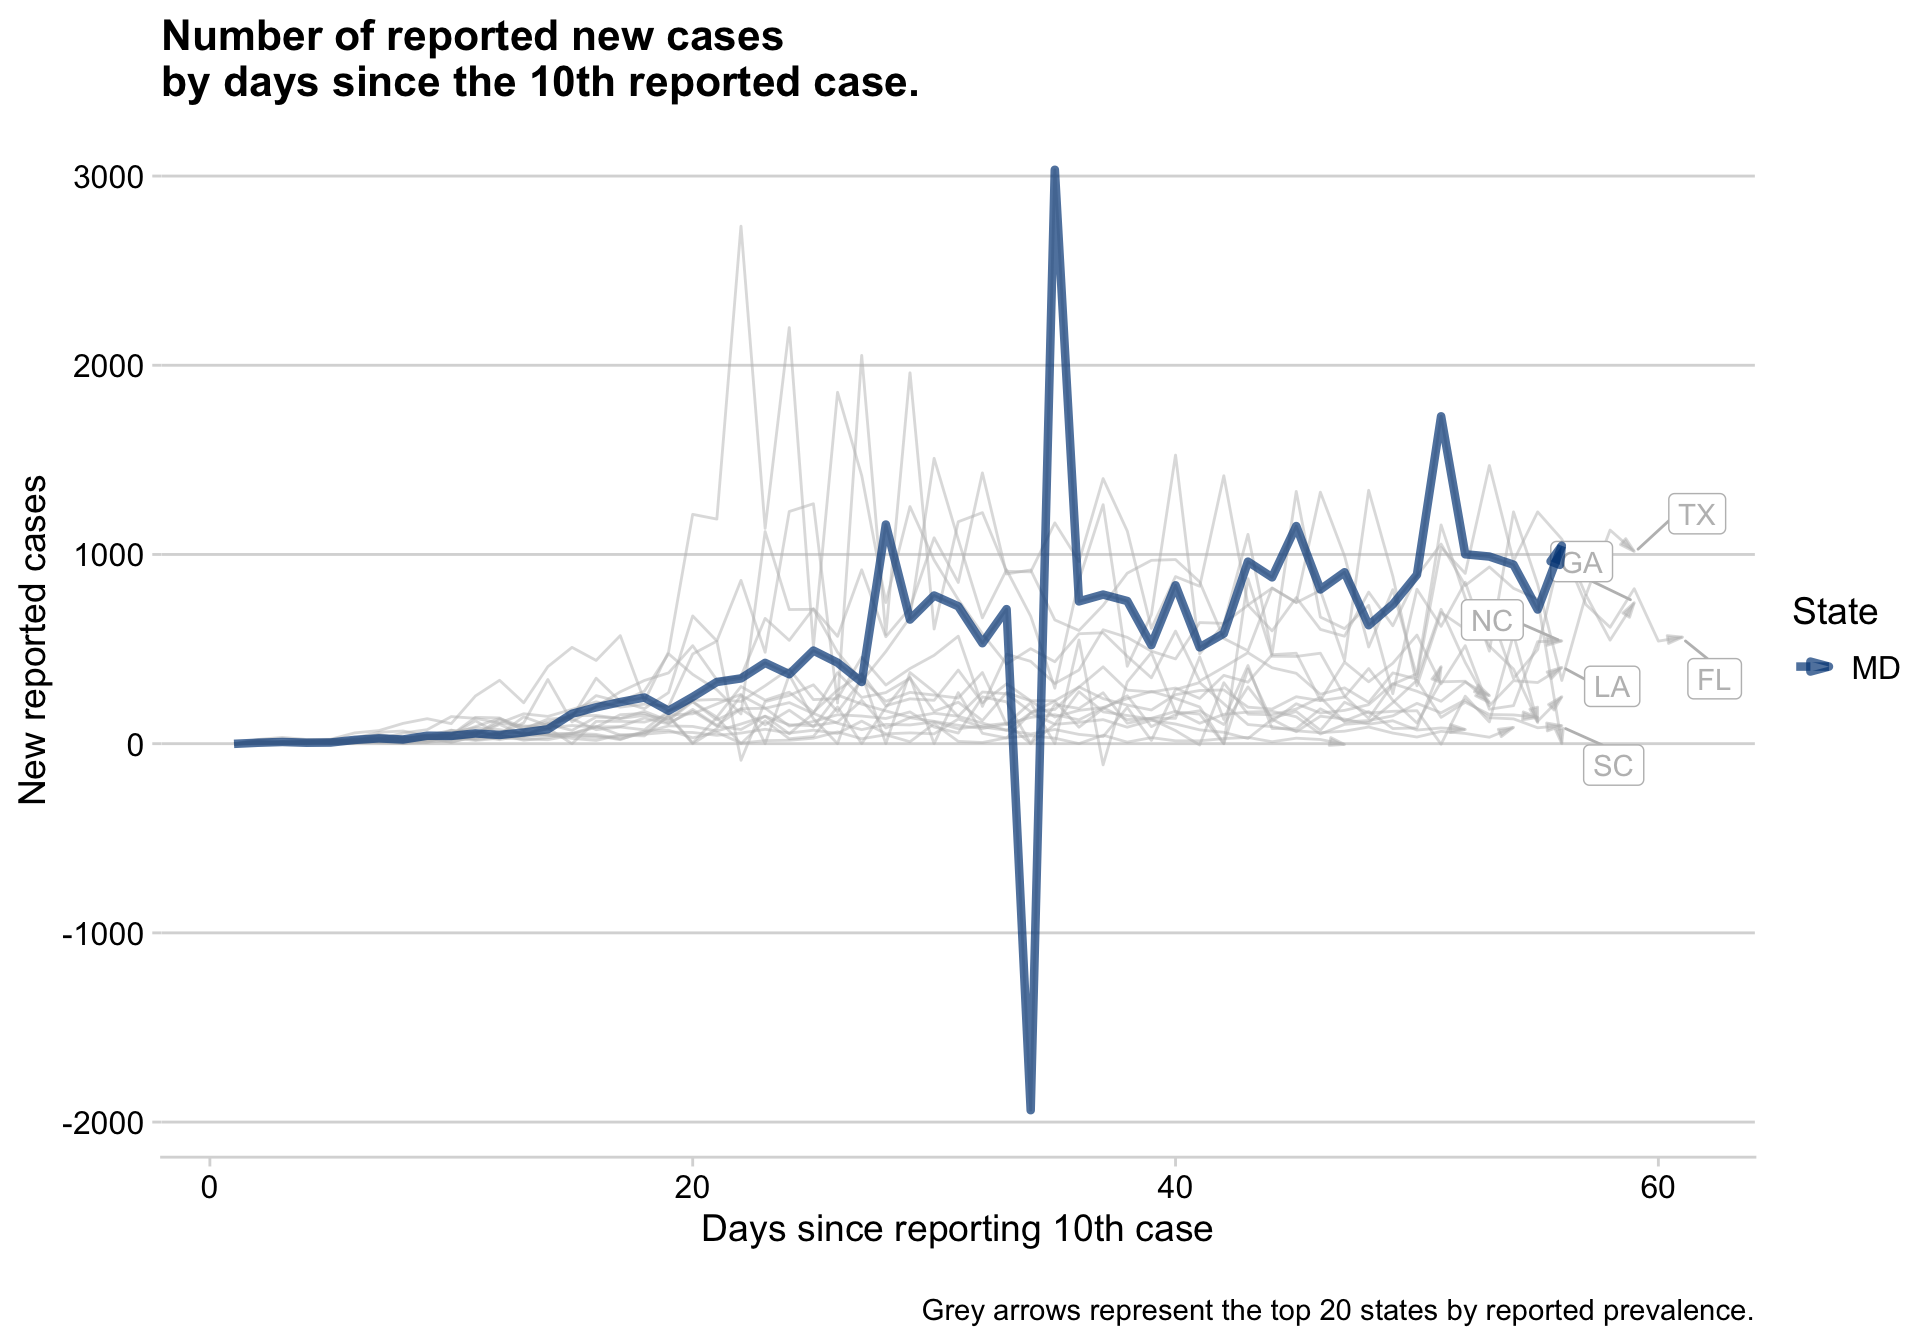 Number of reported new cases
by days since the 10th reported case.
3000
2000
1000
0
-1000
-2000
New reported cases
TX
GA
NC
LA
FL
SC
State
MD
0 20 40 60
Days since reporting 10th case
Grey arrows represent the top 20 states by reported prevalence.